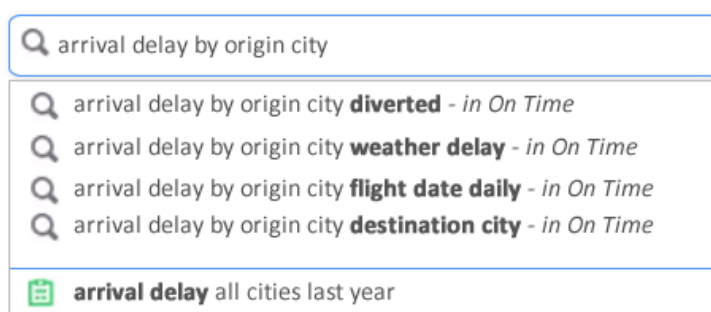 arrival delay by origin city
arrival delay by origin city diverted - in On Time
arrival delay by origin city weather delay - in On Time
arrival delay by origin city flight date daily - in On Time
arrival delay by origin city destination city - in On Time
arrival delay all cities last year